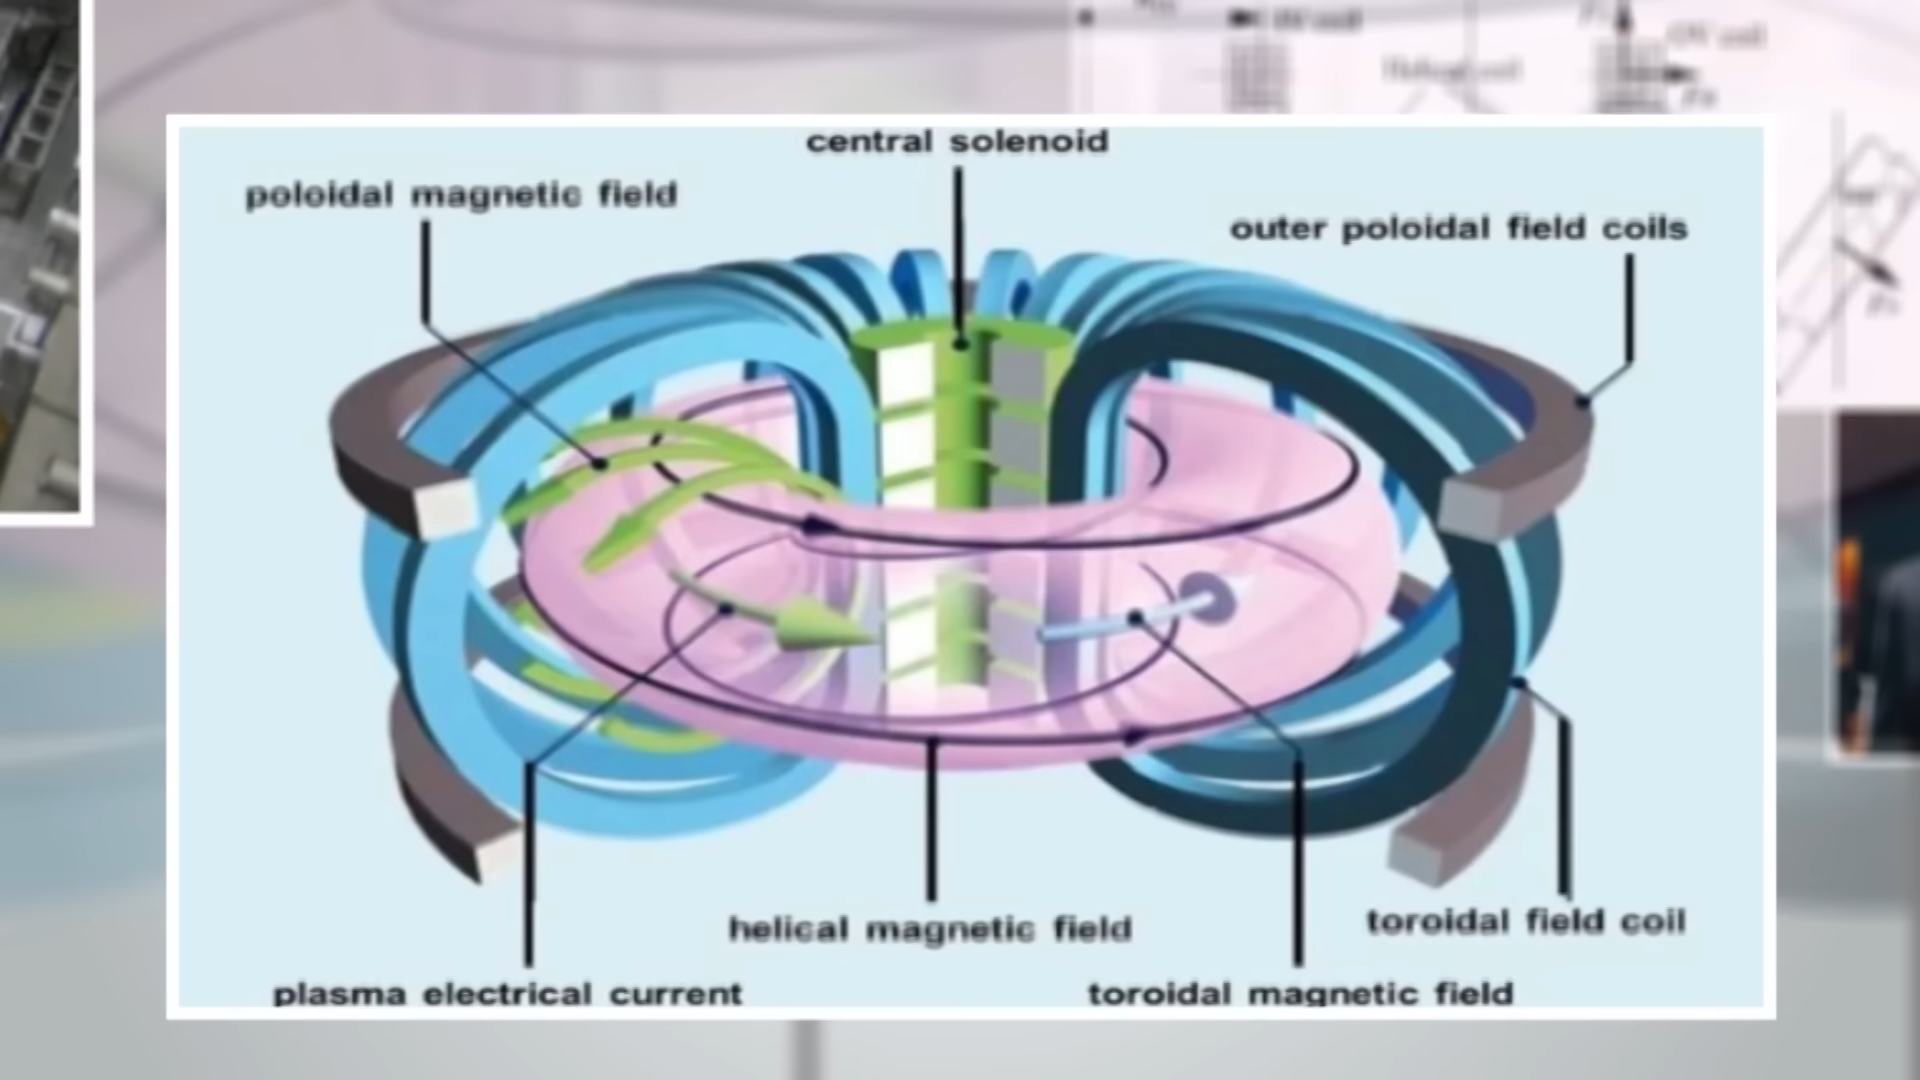 central solenoid
poloidal magnetic field
outer poloidal field coils
helical magnetic field
toroidal field coil
plasma electrical current
toroidal magnetic field